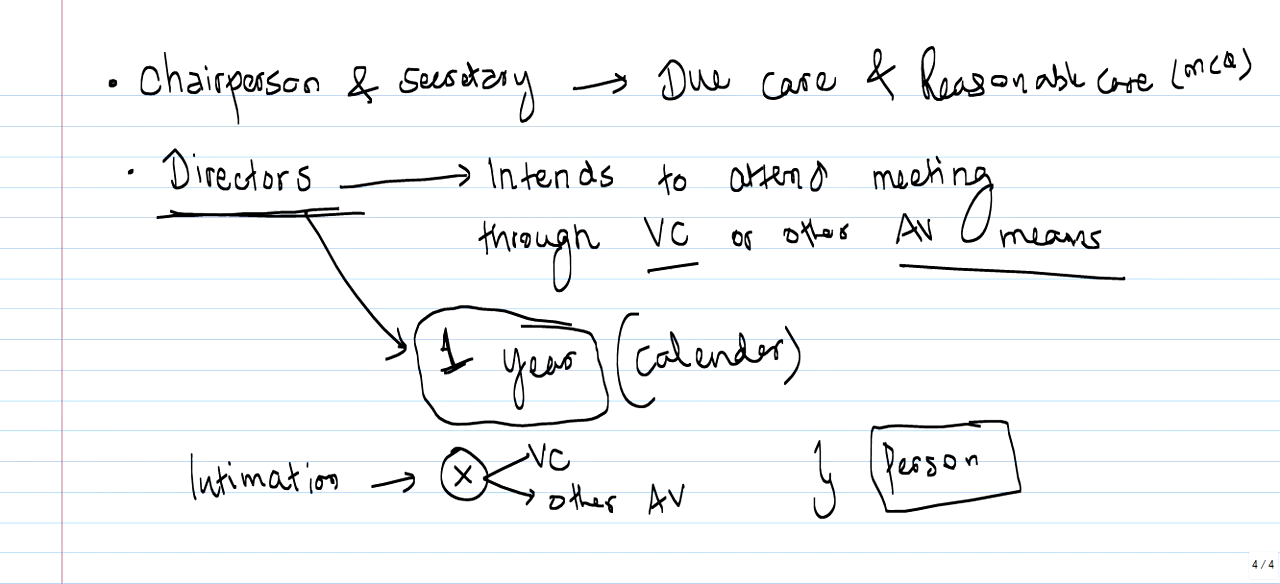 • Chairperson & Secretary → Due care & Reasonable care (MCQ)
• Directors → Intends to attend meeting
through VC or other AV means
1 year (Calender)
VC
Intimation → X } Person
→ other AV
4 / 4